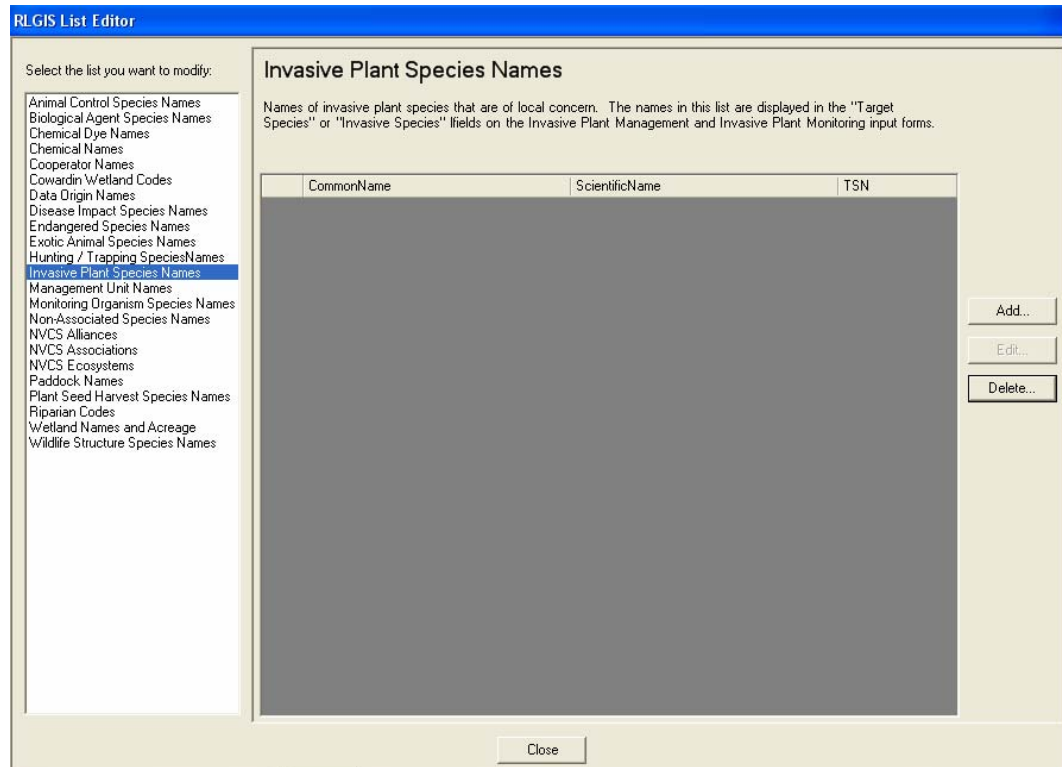 RLGIS List Editor
Select the list you want to modify:
Animal Control Species Names
Biological Agent Species Names
Chemical Dye Names
Chemical Names
Cooperator Names
Cowardin Wetland Codes
Data Origin Names
Disease Impact Species Names
Endangered Species Names
Exotic Animal Species Names
Hunting / Trapping SpeciesNames
Invasive Plant Species Names
Management Unit Names
Monitoring Organism Species Names
Non-Associated Species Names
NVCS Alliances
NVCS Associations
NVCS Ecosystems
Paddock Names
Plant Seed Harvest Species Names
Riparian Codes
Wetland Names and Acreage
Wildlife Structure Species Names
Invasive Plant Species Names
Names of invasive plant species that are of local concern. The names in this list are displayed in the "Target
Species" or "Invasive Species" lfields on the Invasive Plant Management and Invasive Plant Monitoring input forms.
CommonName ScientificName TSN
Add...
Edit...
Delete...
Close